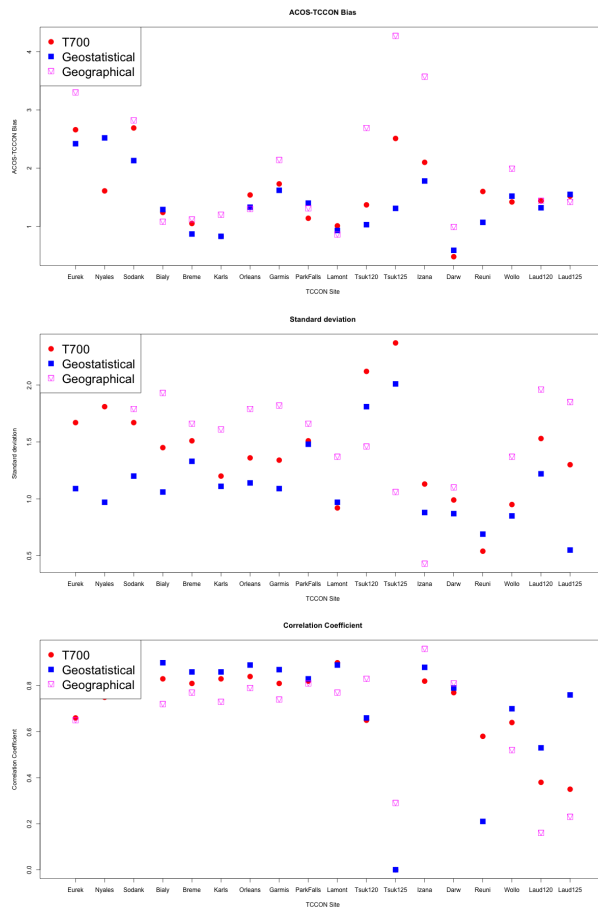 ACOS-TCCON Bias
T700
Geostatistical
Geographical
ACOS-TCCON Bias
4
3
2
1
Eurek Nyales Sodank Bialy Breme Karls Orleans Garmis ParkFalls Lamont Tsuk120 Tsuk125 Izana Darw Reuni Wollo Laud120 Laud125
TCCON Site
Standard deviation
T700
Geostatistical
Geographical
Standard deviation
2.0
1.5
1.0
0.5
Eurek Nyales Sodank Bialy Breme Karls Orleans Garmis ParkFalls Lamont Tsuk120 Tsuk125 Izana Darw Reuni Wollo Laud120 Laud125
TCCON Site
Correlation Coefficient
T700
Geostatistical
Geographical
Correlation Coefficient
0.8
0.6
0.4
0.2
0.0
Eurek Nyales Sodank Bialy Breme Karls Orleans Garmis ParkFalls Lamont Tsuk120 Tsuk125 Izana Darw Reuni Wollo Laud120 Laud125
TCCON Site